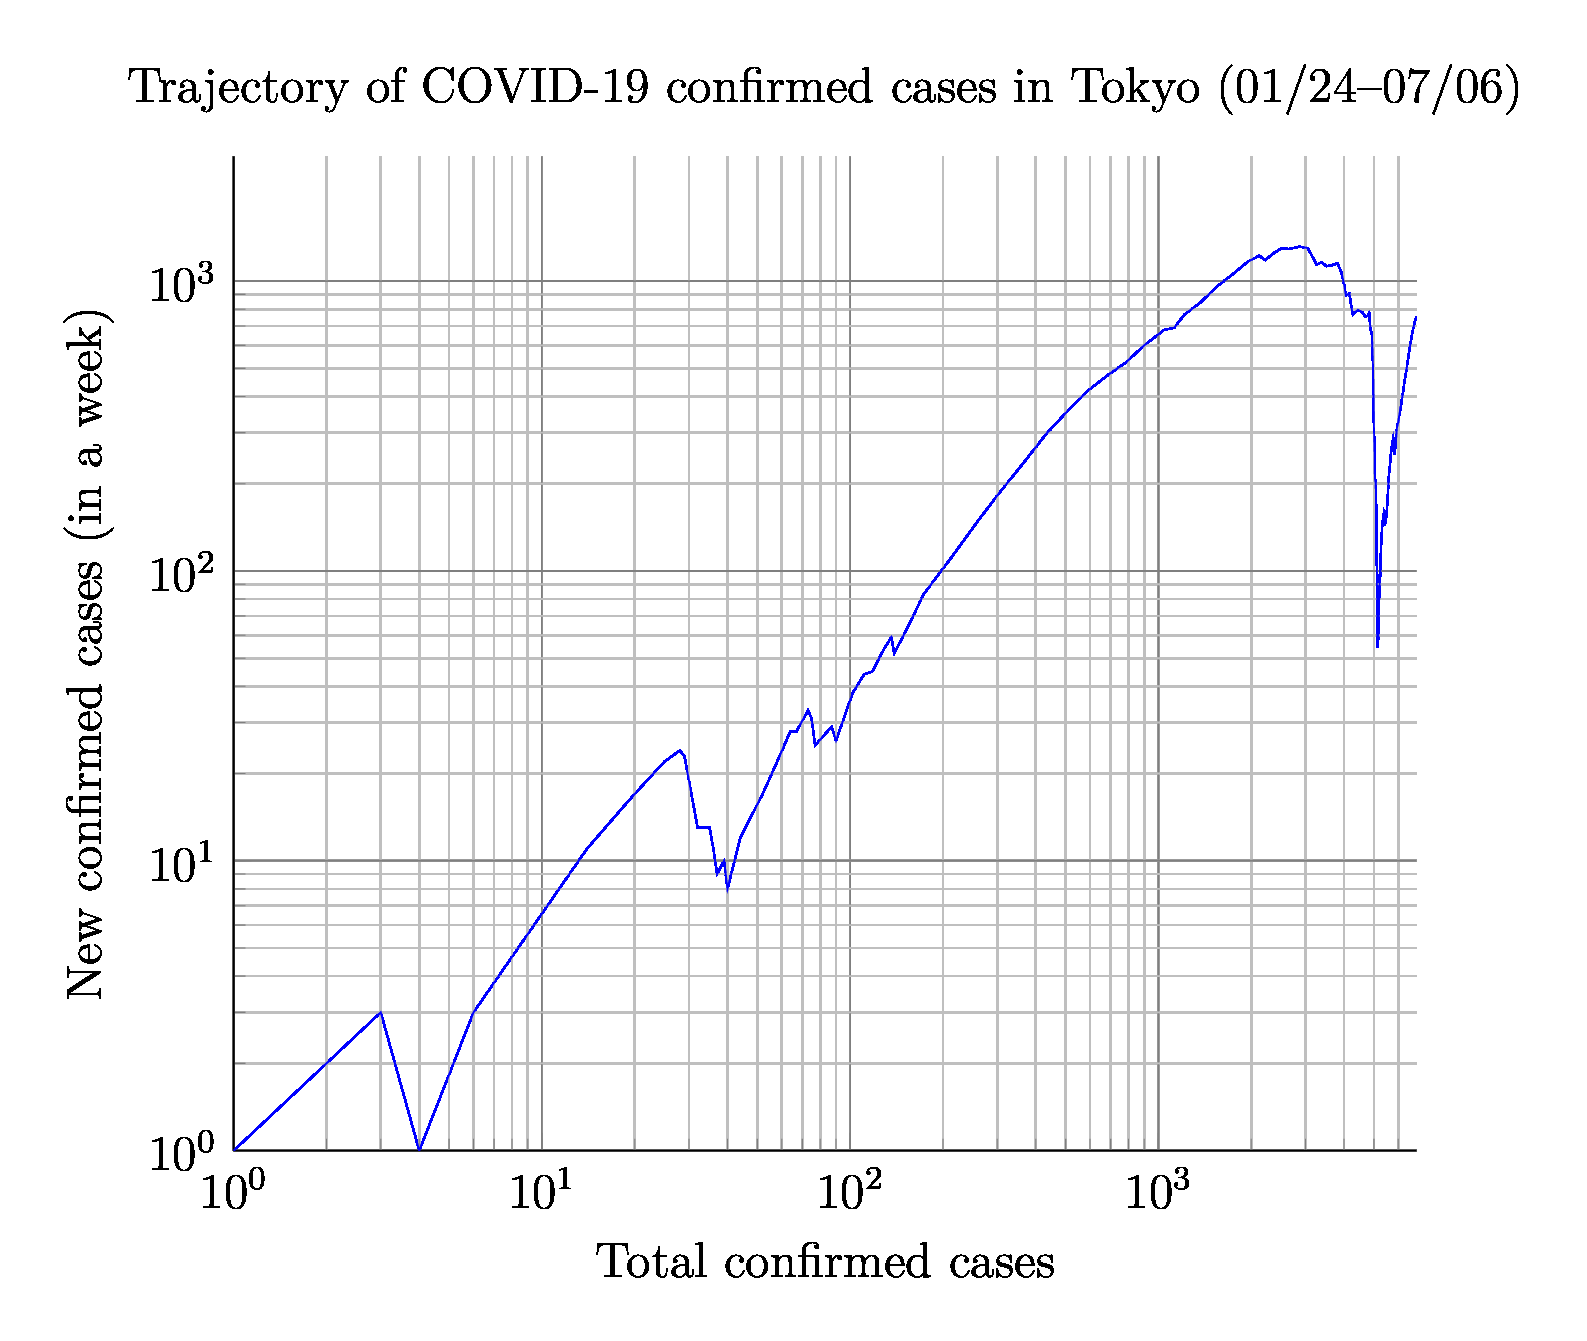 Trajectory of COVID-19 confirmed cases in Tokyo (01/24–07/06)
New confirmed cases (in a week)
10³
10²
10¹
10⁰
10⁰ 10¹ 10² 10³
Total confirmed cases